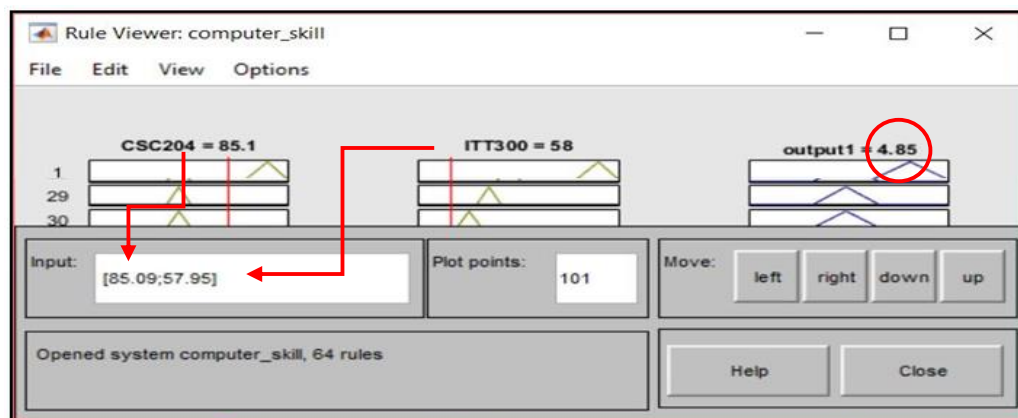 Rule Viewer: computer_skill
File Edit View Options
CSC204 = 85.1 ITT300 = 58 output1 = 4.85
1
29
30
Input: [85.09;57.95] Plot points: 101 Move: left right down up
Opened system computer_skill, 64 rules Help Close